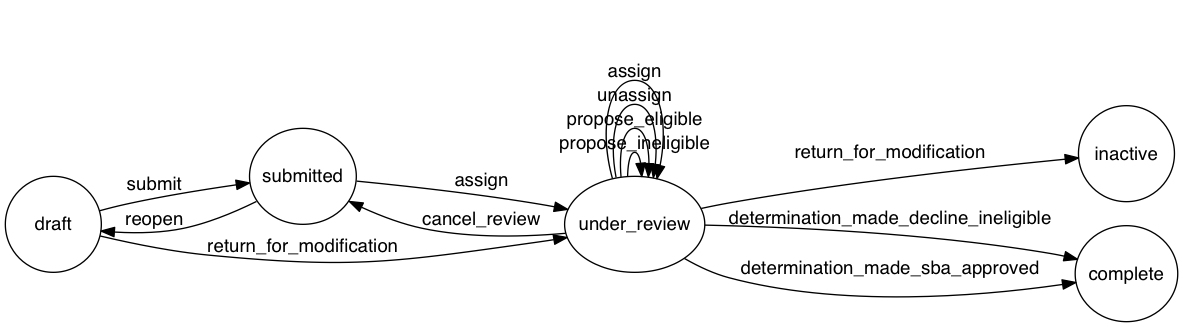 assign
unassign
propose_eligible
propose_ineligible
return_for_modification
inactive
submit
submitted
assign
draft
reopen
cancel_review
under_review
determination_made_decline_ineligible
return_for_modification
determination_made_sba_approved
complete